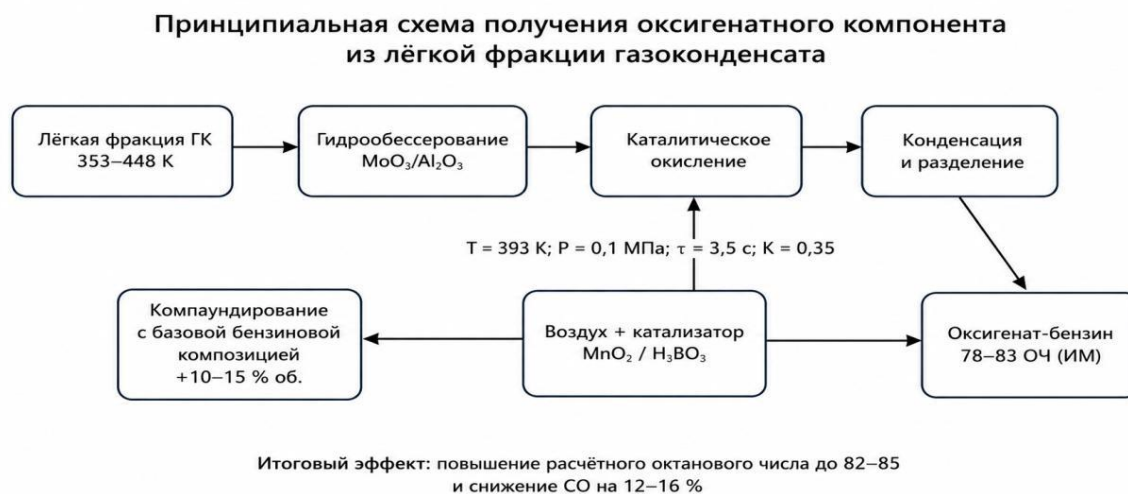 Принципиальная схема получения оксигенатного компонента
из лёгкой фракции газоконденсата
Лёгкая фракция ГК
353–448 К
Гидрообессерование
MoO₃/Al₂O₃
Каталитическое
окисление
Конденсация
и разделение
T = 393 К; P = 0,1 МПа; τ = 3,5 с; K = 0,35
Компаундирование
с базовой бензиновой
композицией
+10–15 % об.
Воздух + катализатор
MnO₂ / H₃BO₃
Оксигенат-бензин
78–83 ОЧ (ИМ)
Итоговый эффект: повышение расчётного октанового числа до 82–85
и снижение CO на 12–16 %